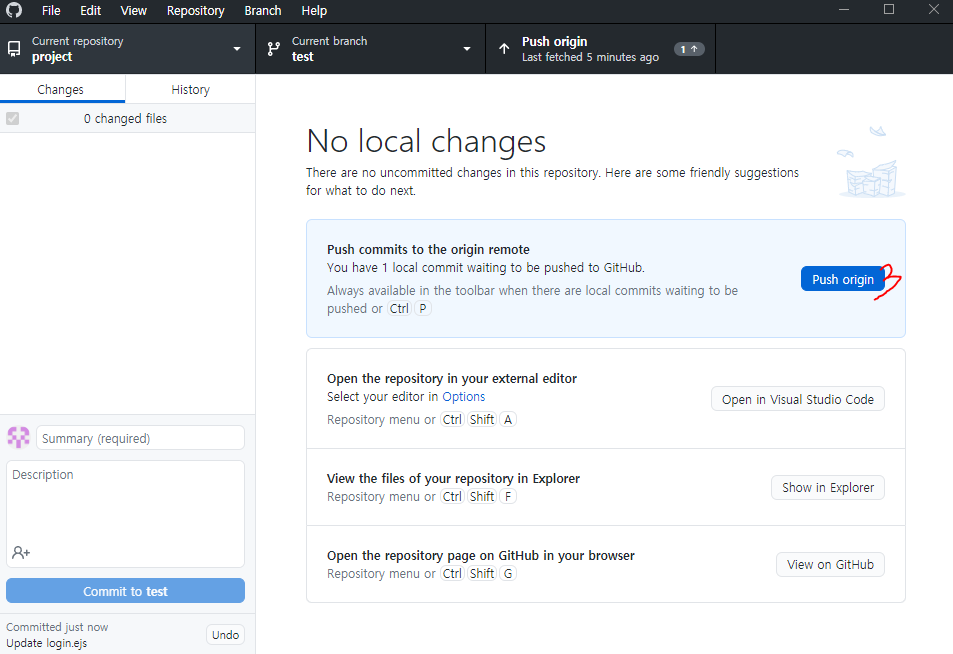 File Edit View Repository Branch Help
Current repository
project
Current branch
test
Push origin
Last fetched 5 minutes ago
1
Changes
History
0 changed files
No local changes
There are no uncommitted changes in this repository. Here are some friendly suggestions
for what to do next.
Push commits to the origin remote
You have 1 local commit waiting to be pushed to GitHub.
Always available in the toolbar when there are local commits waiting to be
pushed or Ctrl P
Push origin
3
Open the repository in your external editor
Select your editor in Options
Repository menu or Ctrl Shift A
Open in Visual Studio Code
View the files of your repository in Explorer
Repository menu or Ctrl Shift F
Show in Explorer
Open the repository page on GitHub in your browser
Repository menu or Ctrl Shift G
View on GitHub
Summary (required)
Description
Commit to test
Committed just now
Update login.ejs
Undo